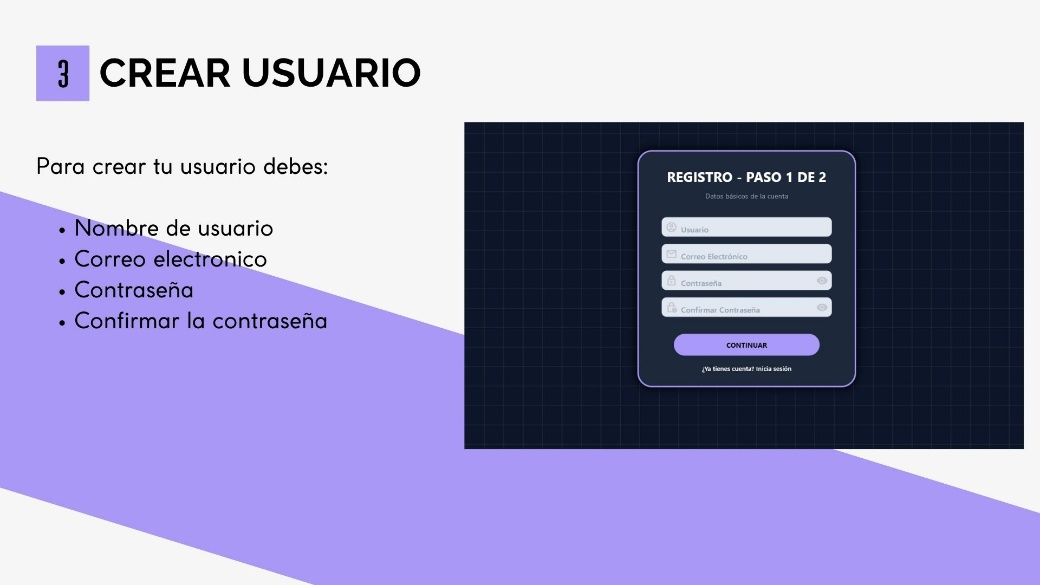 3 CREAR USUARIO
Para crear tu usuario debes:
• Nombre de usuario
• Correo electronico
• Contraseña
• Confirmar la contraseña
REGISTRO - PASO 1 DE 2
Datos básicos de la cuenta
Usuario
Correo Electrónico
Contraseña
Confirmar Contraseña
CONTINUAR
¿Ya tienes cuenta? Inicia sesión